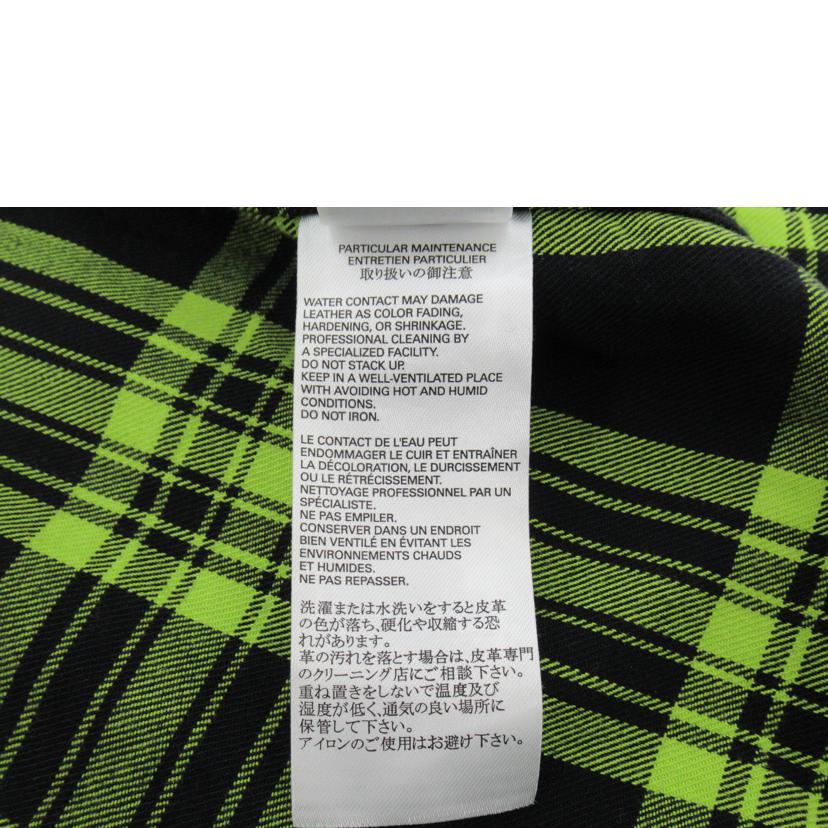 PARTICULAR MAINTENANCE
ENTRETIEN PARTICULIER
取り扱いの御注意
WATER CONTACT MAY DAMAGE
LEATHER AS COLOR FADING,
HARDENING, OR SHRINKAGE.
PROFESSIONAL CLEANING BY
A SPECIALIZED FACILITY.
DO NOT STACK UP.
KEEP IN A WELL-VENTILATED PLACE
WITH AVOIDING HOT AND HUMID
CONDITIONS.
DO NOT IRON.
LE CONTACT DE L'EAU PEUT
ENDOMMAGER LE CUIR ET ENTRAÎNER
LA DÉCOLORATION, LE DURCISSEMENT
OU LE RÉTRÉCISSEMENT.
NETTOYAGE PROFESSIONNEL PAR UN
SPÉCIALISTE.
NE PAS EMPILER.
CONSERVER DANS UN ENDROIT
BIEN VENTILÉ EN ÉVITANT LES
ENVIRONNEMENTS CHAUDS
ET HUMIDES.
NE PAS REPASSER.
洗濯または水洗いをすると皮革
の色が落ち、硬化や収縮する恐
れがあります。
革の汚れを落とす場合は、皮革専門
のクリーニング店にご相談下さい。
重ね置きをしないで温度及び
湿度が低く、通気の良い場所に
保管して下さい。
アイロンのご使用はお避け下さい。